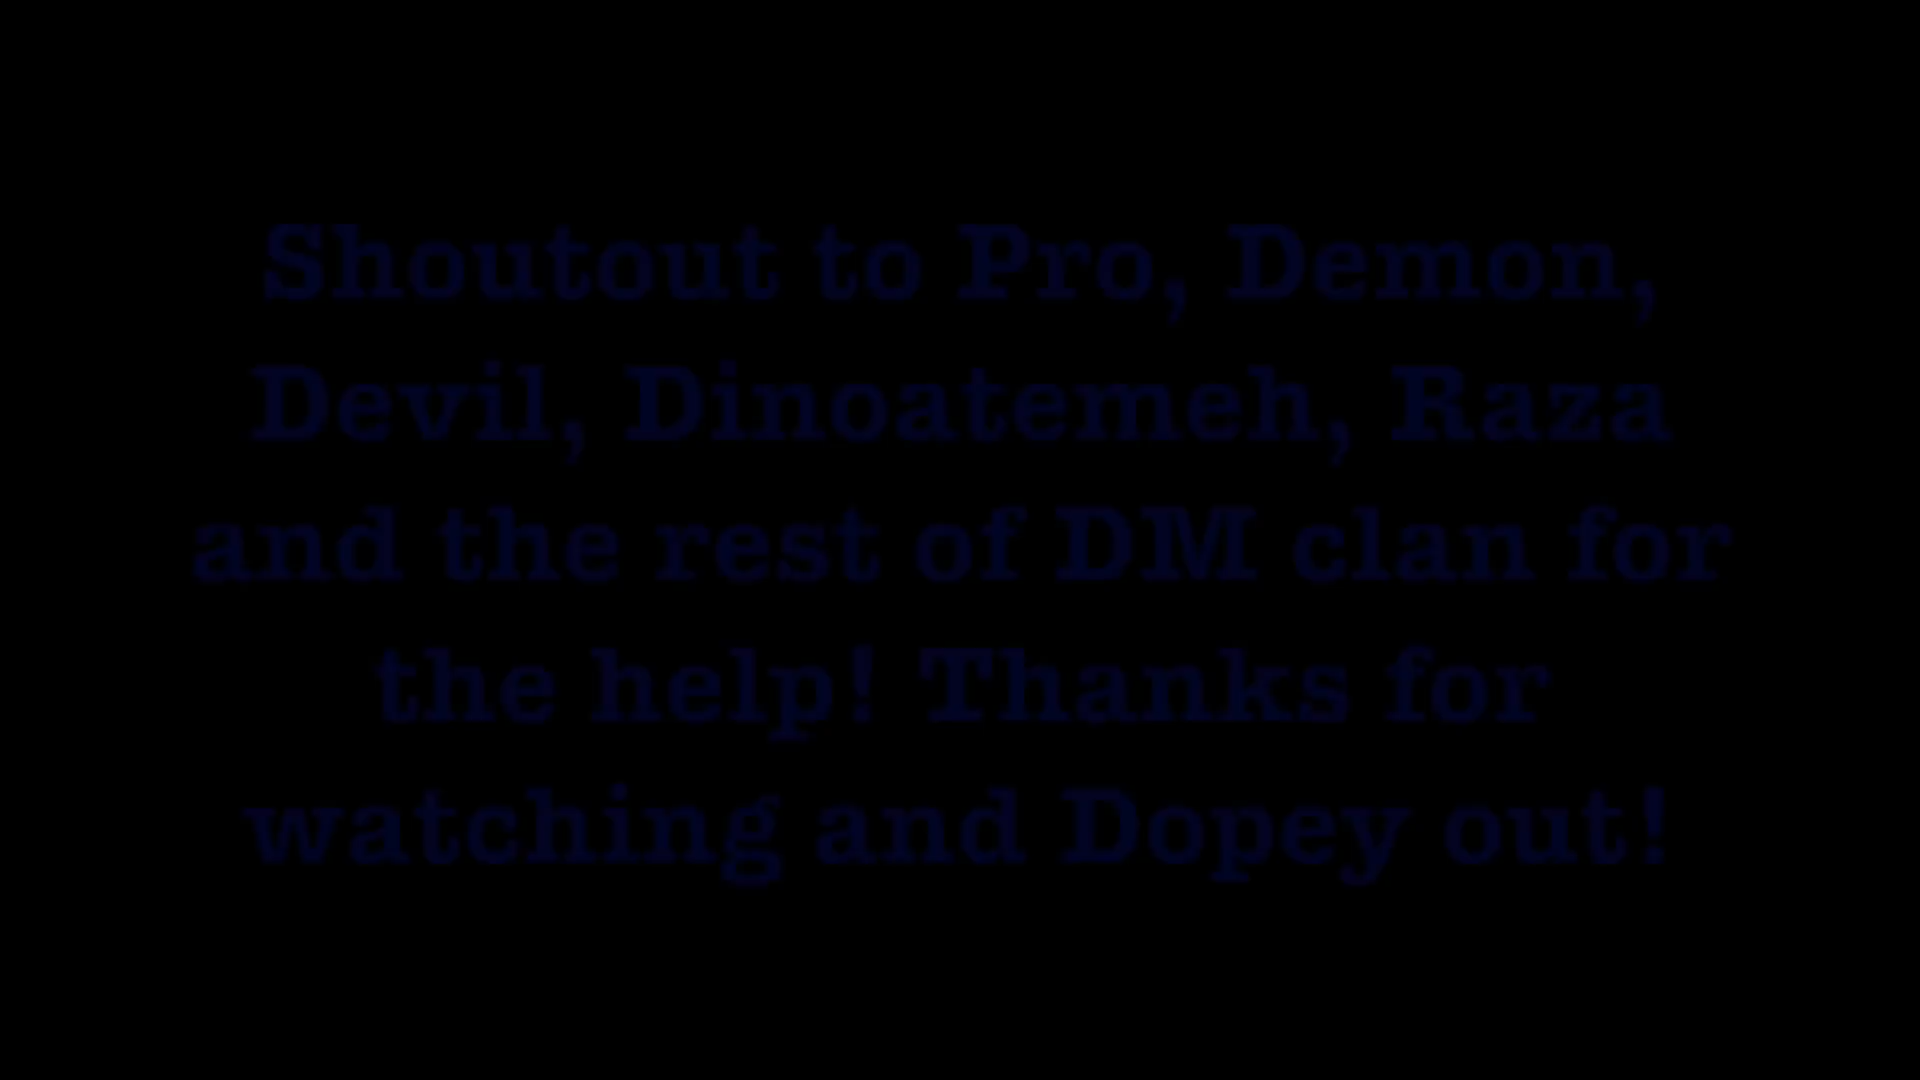 Shoutout to Pro, Demon,
Devil, Dinoatemeh, Raza
and the rest of DM clan for
the help! Thanks for
watching and Dopey out!